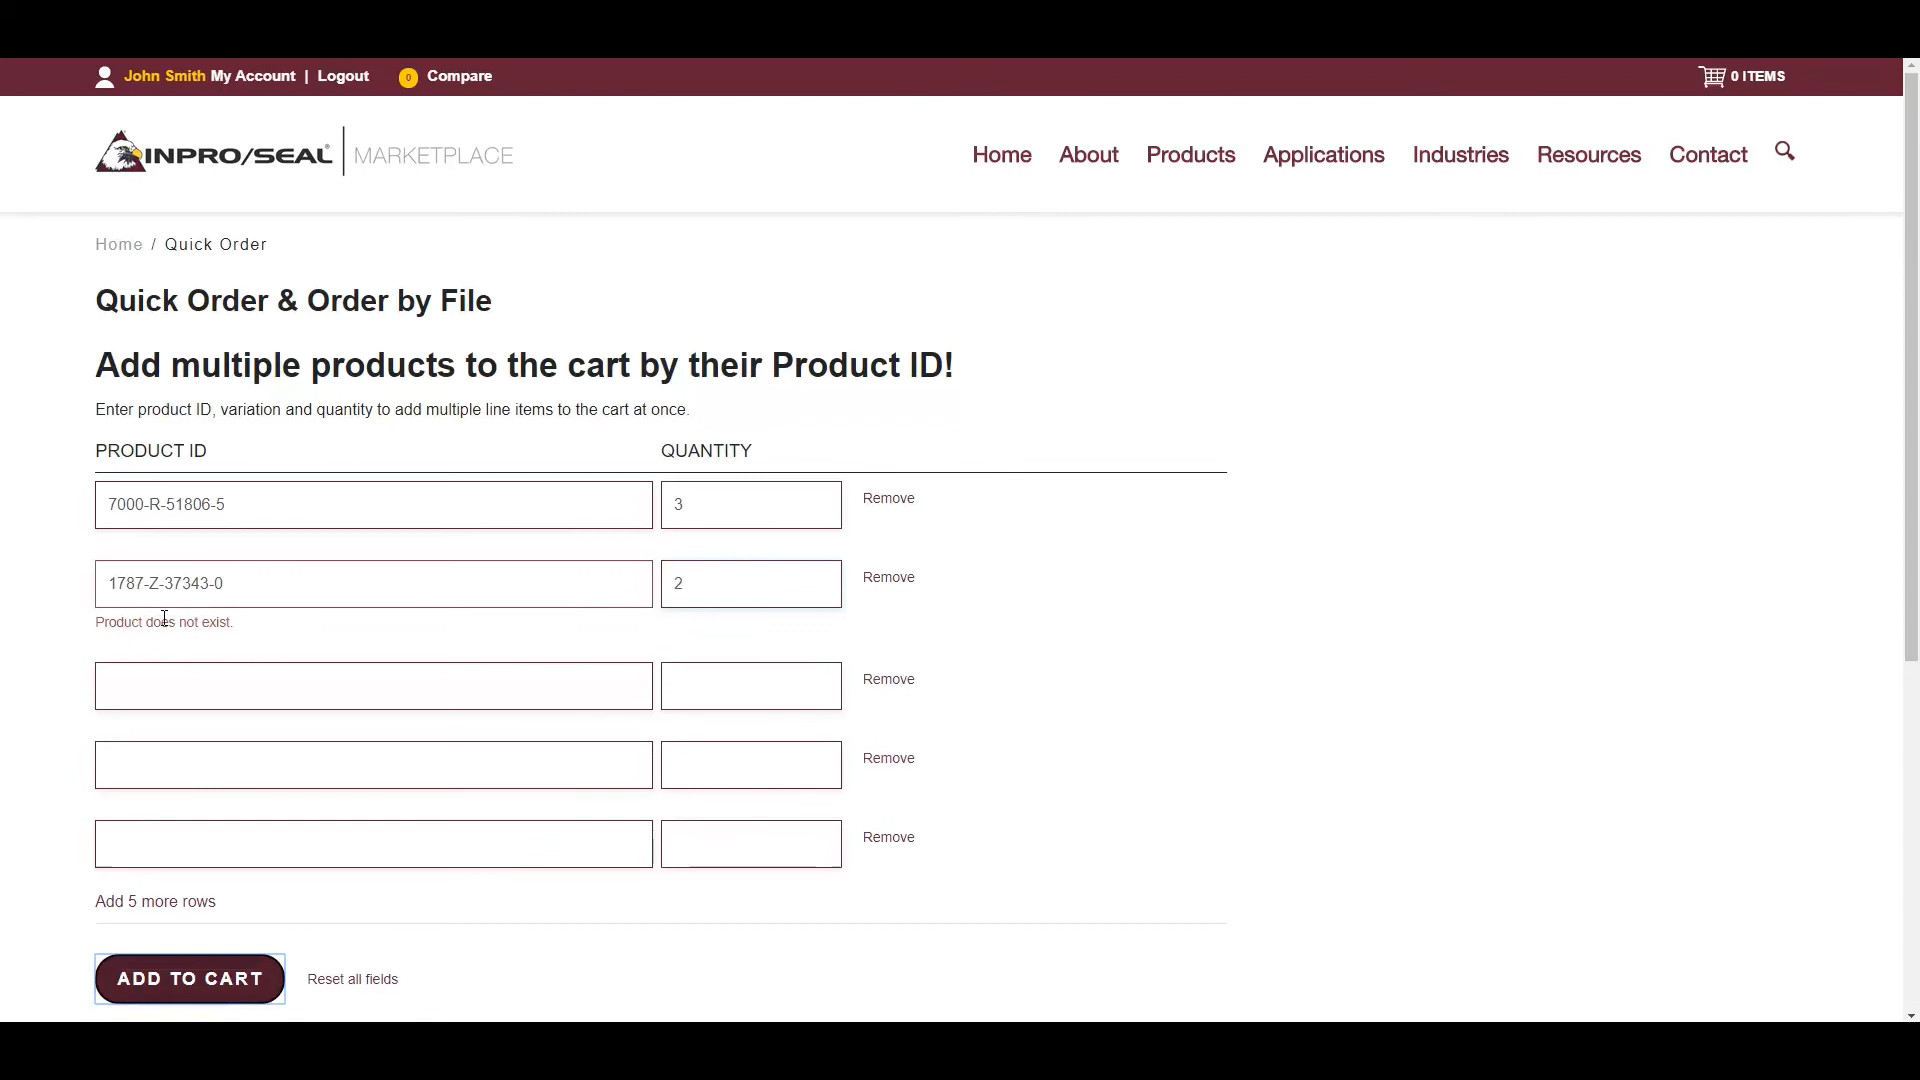 John Smith My Account | Logout 0 Compare 0 ITEMS
INPRO/SEAL® MARKETPLACE Home About Products Applications Industries Resources Contact
Home / Quick Order
Quick Order & Order by File
Add multiple products to the cart by their Product ID!
Enter product ID, variation and quantity to add multiple line items to the cart at once.
PRODUCT ID QUANTITY
7000-R-51806-5 3 Remove
1787-Z-37343-0 2 Remove
Product does not exist.
Remove
Remove
Remove
Add 5 more rows
ADD TO CART Reset all fields